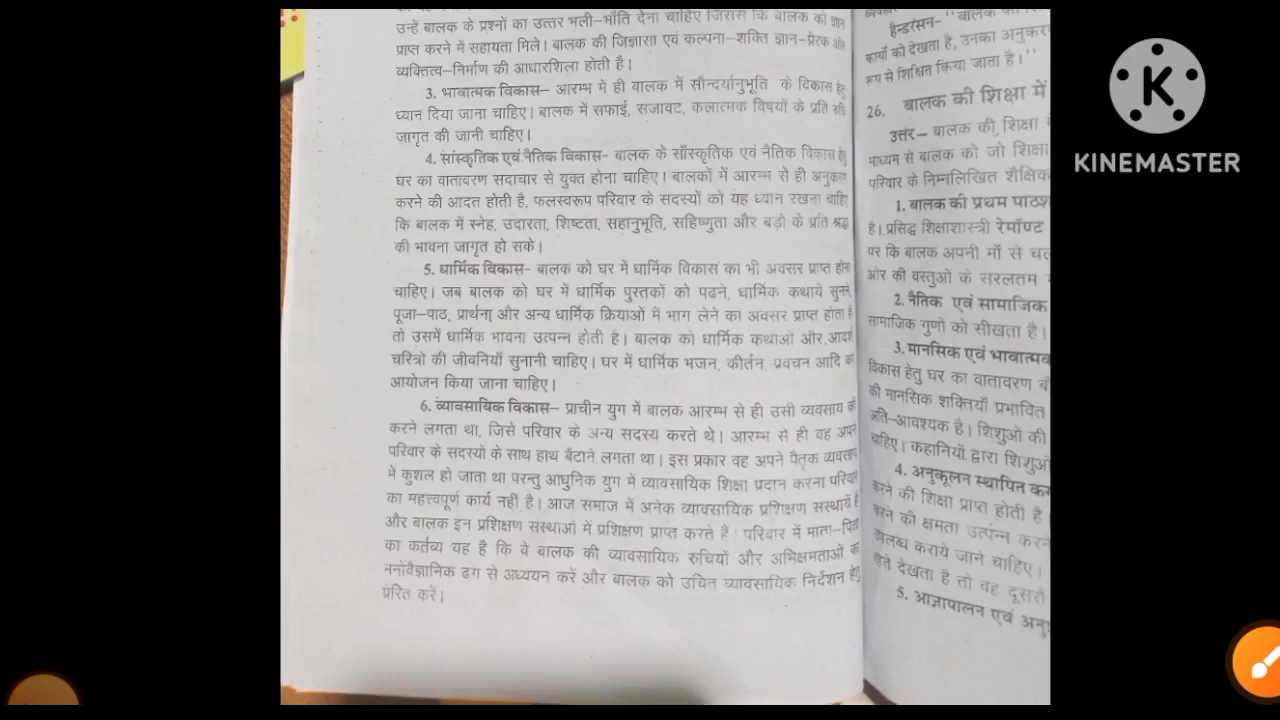 उन्हें बालक के प्रश्नों का उत्तर भली–भाँति देना चाहिए जिससे कि बालक को ज्ञान
प्राप्त करने में सहायता मिले। बालक की जिज्ञासा एवं कल्पना–शक्ति ज्ञान–प्रेरक और
व्यक्तित्व–निर्माण की आधारशिला होती है।
3. भावात्मक विकास– आरम्भ में ही बालक में सौन्दर्यानुभूति के विकास हेतु
ध्यान दिया जाना चाहिए। बालक में सफाई, सजावट, कलात्मक विषयों के प्रति रुचि
जागृत की जानी चाहिए।
4. सांस्कृतिक एवं नैतिक विकास- बालक के साँस्कृतिक एवं नैतिक विकास हेतु
घर का वातावरण सदाचार से युक्त होना चाहिए। बालकों में आरम्भ से ही अनुकरण
करने की आदत होती है, फलस्वरूप परिवार के सदस्यों को यह ध्यान रखना चाहिए
कि बालक में स्नेह, उदारता, शिष्टता, सहानुभूति, सहिष्णुता और बड़ो के प्रति श्रद्धा
की भावना जागृत हो सके।
5. धार्मिक विकास- बालक को घर में धार्मिक विकास का भी अवसर प्राप्त होना
चाहिए। जब बालक को घर में धार्मिक पुस्तकों को पढने, धार्मिक कथायें सुनने,
पूजा–पाठ, प्रार्थना और अन्य धार्मिक क्रियाओं में भाग लेने का अवसर प्राप्त होता है
तो उसमें धार्मिक भावना उत्पन्न होती है। बालक को धार्मिक कथाओं और आदर्श
चरित्रो की जीवनियाँ सुनानी चाहिए। घर में धार्मिक भजन, कीर्तन, प्रवचन आदि का
आयोजन किया जाना चाहिए।
6. व्यावसायिक विकास– प्राचीन युग में बालक आरम्भ से ही उसी व्यवसाय को
करने लगता था, जिसे परिवार के अन्य सदस्य करते थे। आरम्भ से ही वह अपने
परिवार के सदस्यों के साथ हाथ बँटाने लगता था। इस प्रकार वह अपने पैतृक व्यवसाय
में कुशल हो जाता था परन्तु आधुनिक युग में व्यावसायिक शिक्षा प्रदान करना परिवार
का महत्त्वपूर्ण कार्य नहीं है। आज समाज में अनेक व्यावसायिक प्रशिक्षण संस्थायें है
और बालक इन प्रशिक्षण संस्थाओं में प्रशिक्षण प्राप्त करते हैं। परिवार में माता–पिता
का कर्तव्य यह है कि वे बालक की व्यावसायिक रुचियों और अभिक्षमताओं का
मनोवैज्ञानिक ढंग से अध्ययन करें और बालक को उचित व्यावसायिक निर्देशन हेतु
प्रेरित करें।
हैन्डरसन–
कार्यों को देखता है, उनका
रूप से शिक्षित किया जाता है।''
26. बालक की शिक्षा में
उत्तर– बालक की शिक्षा
माध्यम से बालक को जो शिक्षा
परिवार के निम्नलिखित
1. बालक की प्रथम
है। प्रसिद्ध शिक्षाशास्त्री रेमॉण्ट
पर कि बालक अपनी माँ से
ओर की वस्तुओं के सरलतम
2. नैतिक एवं सामाजिक
सामाजिक गुणों को सीखता है।
3. मानसिक एवं
विकास हेतु घर का वातावरण
की मानसिक शक्तियाँ प्रभावित
अति–आवश्यक है। शिशुओं की
चाहिए। कहानियों द्वारा
4. अनुकूलन स्थापित
करने की शिक्षा प्राप्त होती है
करने की क्षमता उत्पन्न
उपलब्ध कराये जाने चाहिए।
देखता है तो वह दूसरों
5. आज्ञापालन एवं
KINEMASTER